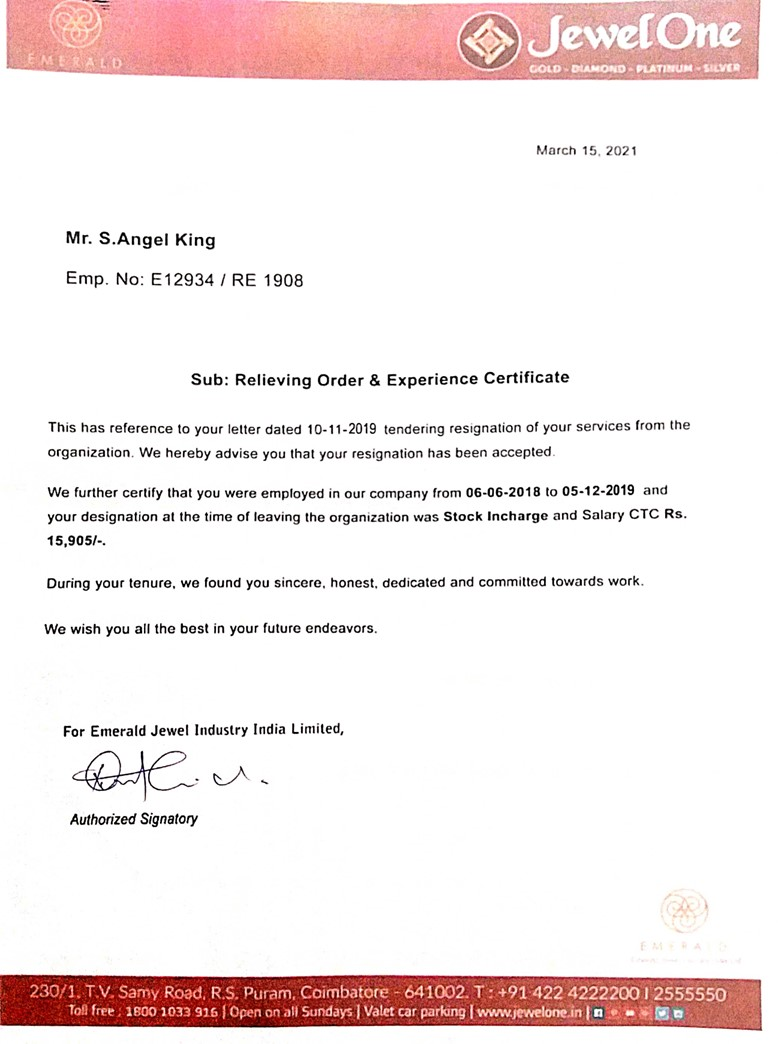 EMERALD
JewelOne
GOLD - DIAMOND - PLATINUM - SILVER
March 15, 2021
Mr. S.Angel King
Emp. No: E12934 / RE 1908
Sub: Relieving Order & Experience Certificate
This has reference to your letter dated 10-11-2019 tendering resignation of your services from the
organization. We hereby advise you that your resignation has been accepted.
We further certify that you were employed in our company from 06-06-2018 to 05-12-2019 and
your designation at the time of leaving the organization was Stock Incharge and Salary CTC Rs.
15,905/-.
During your tenure, we found you sincere, honest, dedicated and committed towards work.
We wish you all the best in your future endeavors.
For Emerald Jewel Industry India Limited,
Authorized Signatory
EMERALD
230/1, T.V. Samy Road, R.S. Puram, Coimbatore - 641002. T : +91 422 4222200 | 2555550
Toll free : 1800 1033 916 | Open on all Sundays | Valet car parking | www.jewelone.in |